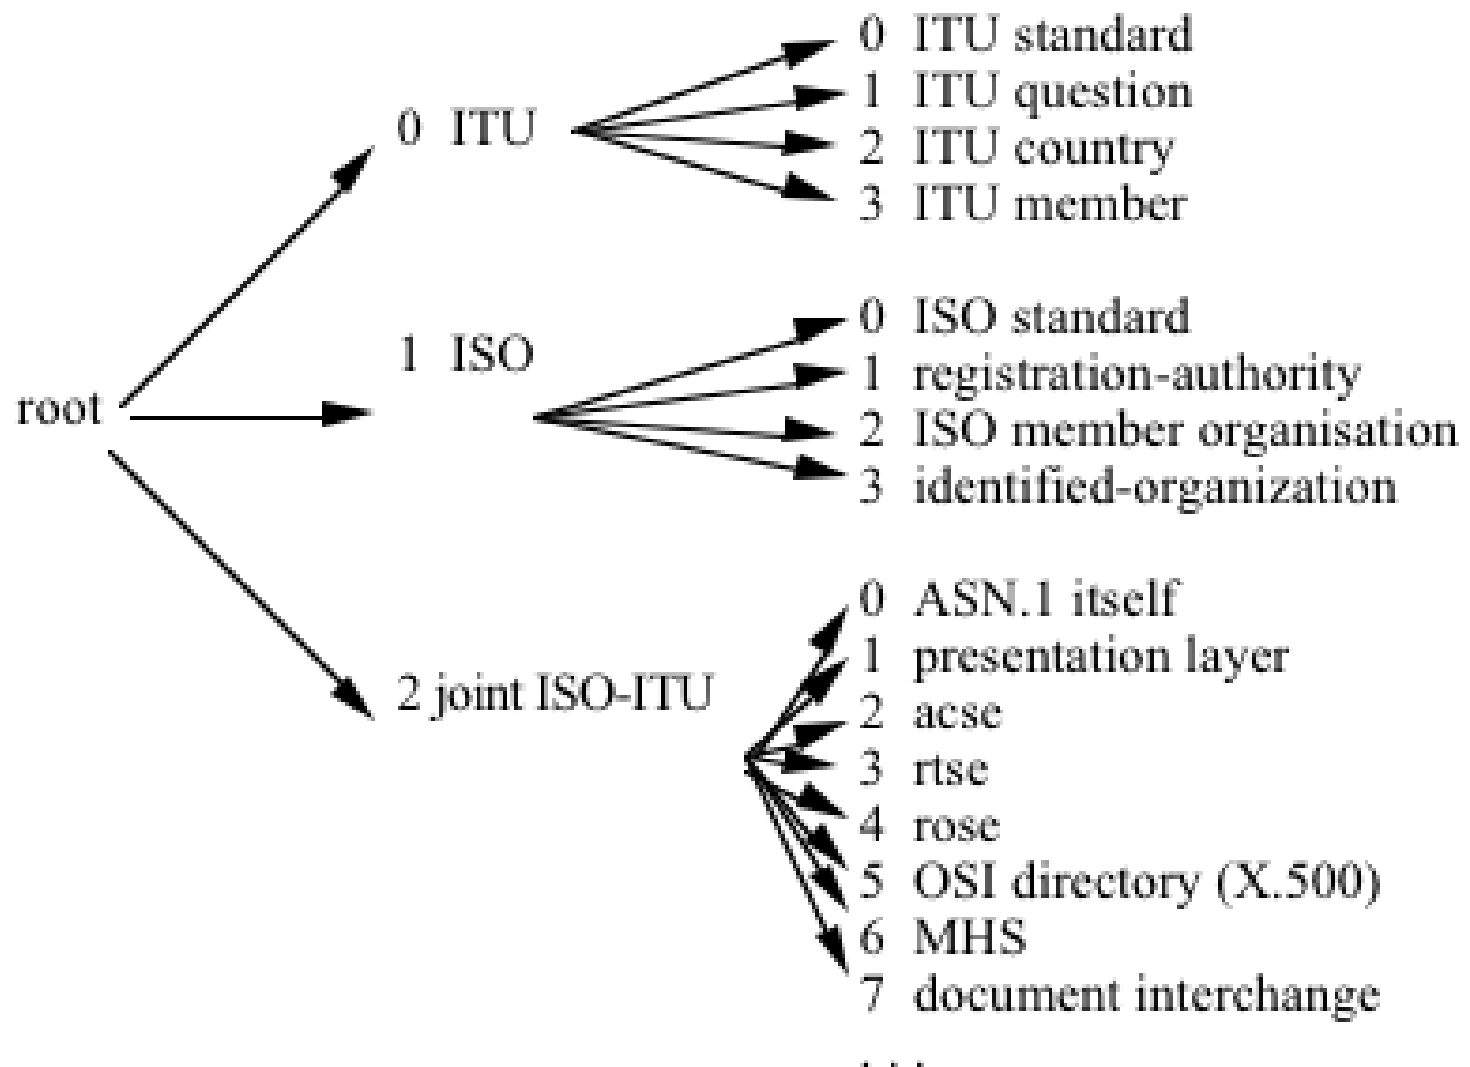 0 ITU standard
1 ITU question
0 ITU
2 ITU country
3 ITU member
0 ISO standard
1 ISO
1 registration-authority
root
2 ISO member organisation
3 identified-organization
0 ASN.1 itself
1 presentation layer
2 joint ISO-ITU
2 acse
3 rtse
4 rose
5 OSI directory (X.500)
6 MHS
7 document interchange
. . .